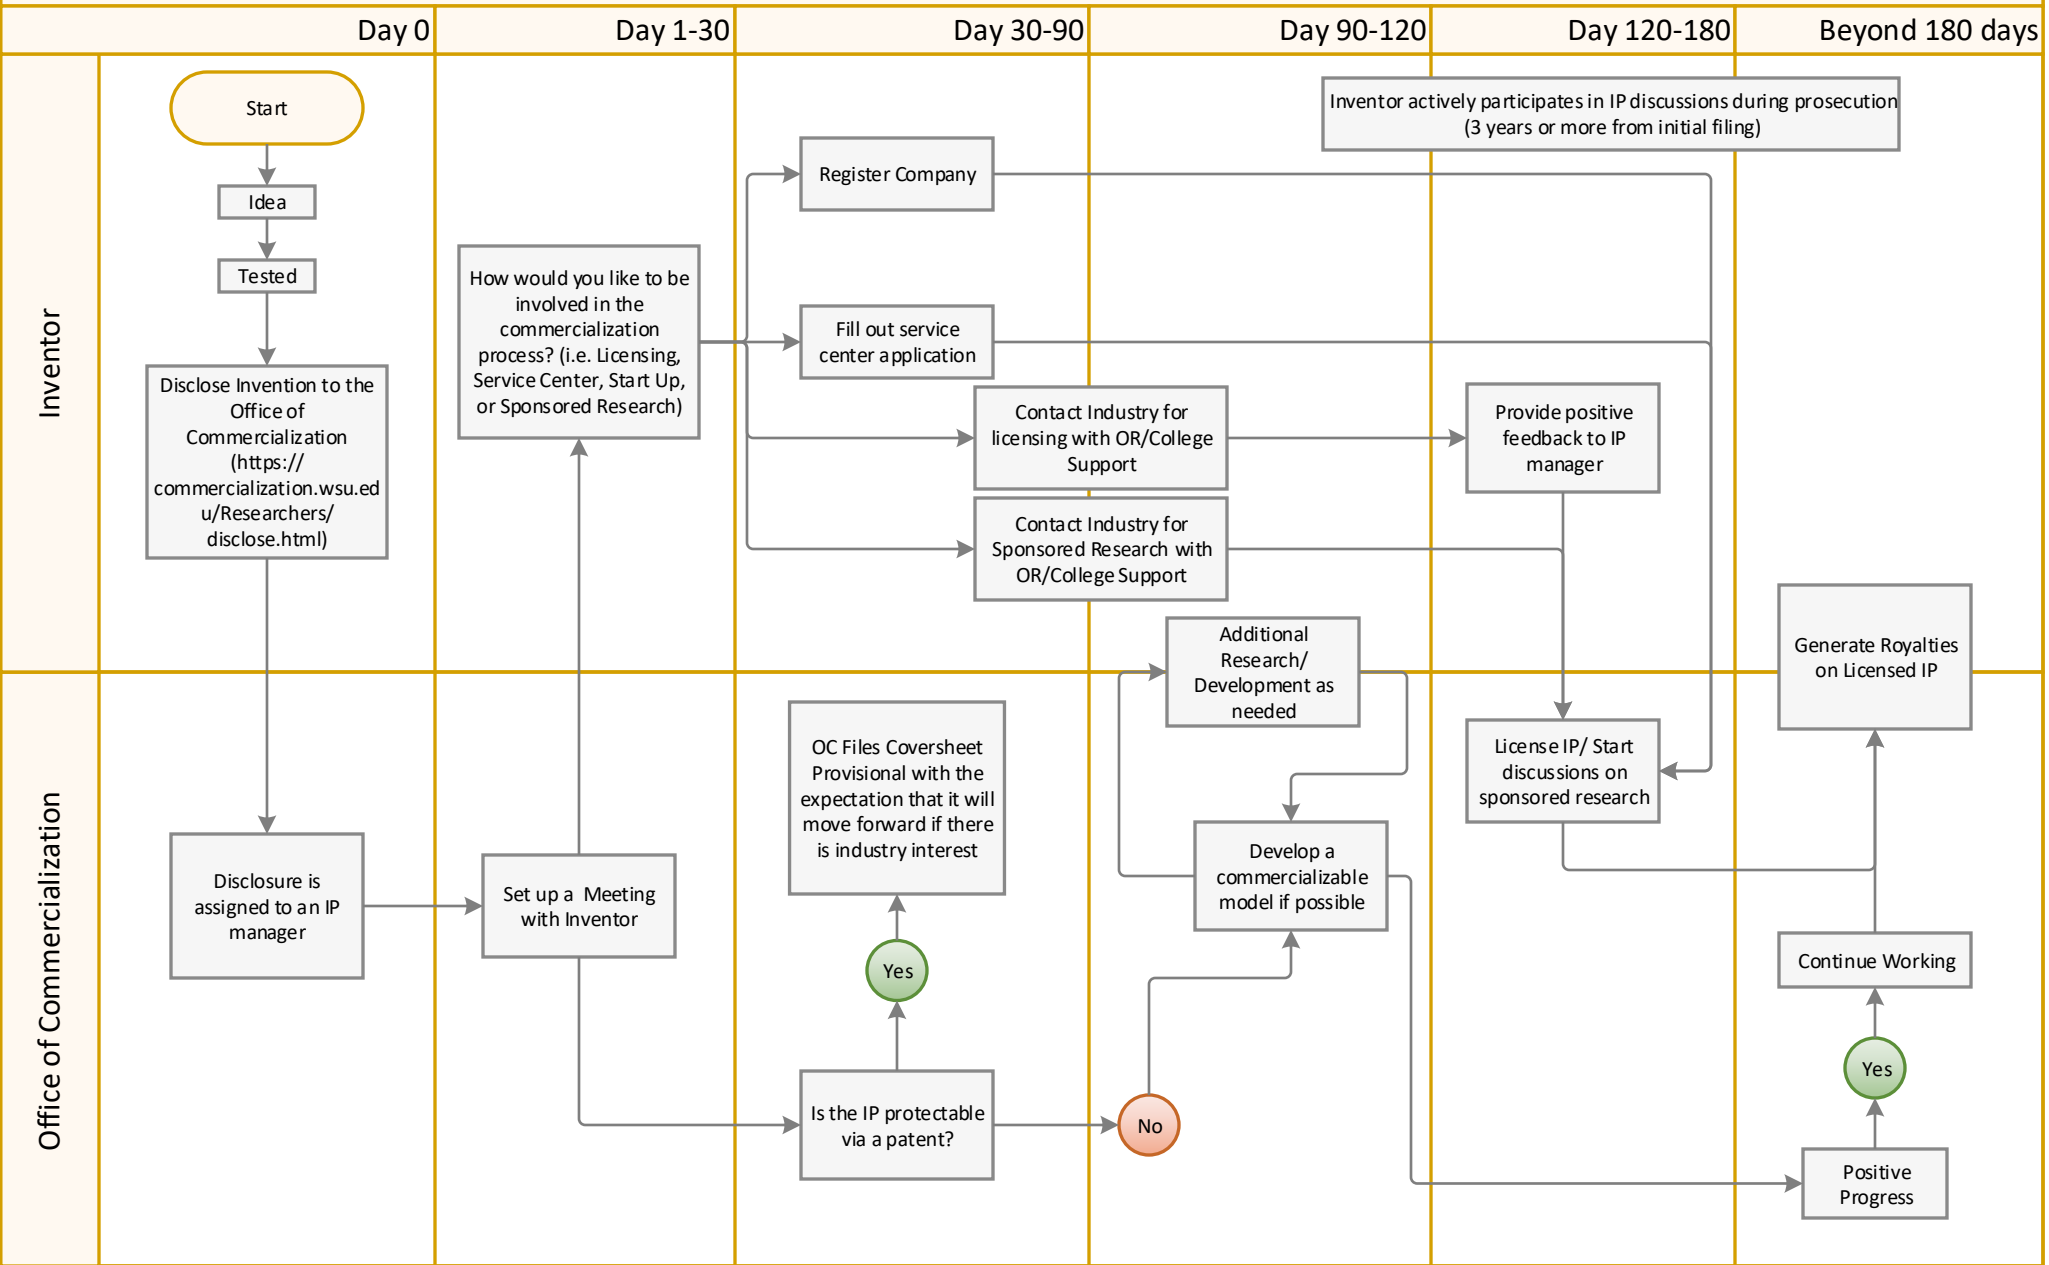 Day 0
Day 1-30
Day 30-90
Day 90-120
Day 120-180
Beyond 180 days
Inventor
Start
Idea
Tested
Disclose Invention to the
Office of
Commercialization
(https://
commercialization.wsu.ed
u/Researchers/
disclose.html)
How would you like to be
involved in the
commercialization
process? (i.e. Licensing,
Service Center, Start Up,
or Sponsored Research)
Register Company
Fill out service
center application
Contact Industry for
licensing with OR/College
Support
Contact Industry for
Sponsored Research with
OR/College Support
Inventor actively participates in IP discussions during prosecution
(3 years or more from initial filing)
Provide positive
feedback to IP
manager
Additional
Research/
Development as
needed
Generate Royalties
on Licensed IP
Office of Commercialization
Disclosure is
assigned to an IP
manager
Set up a Meeting
with Inventor
OC Files Coversheet
Provisional with the
expectation that it will
move forward if there
is industry interest
Yes
Is the IP protectable
via a patent?
No
Develop a
commercializable
model if possible
License IP/ Start
discussions on
sponsored research
Continue Working
Yes
Positive
Progress